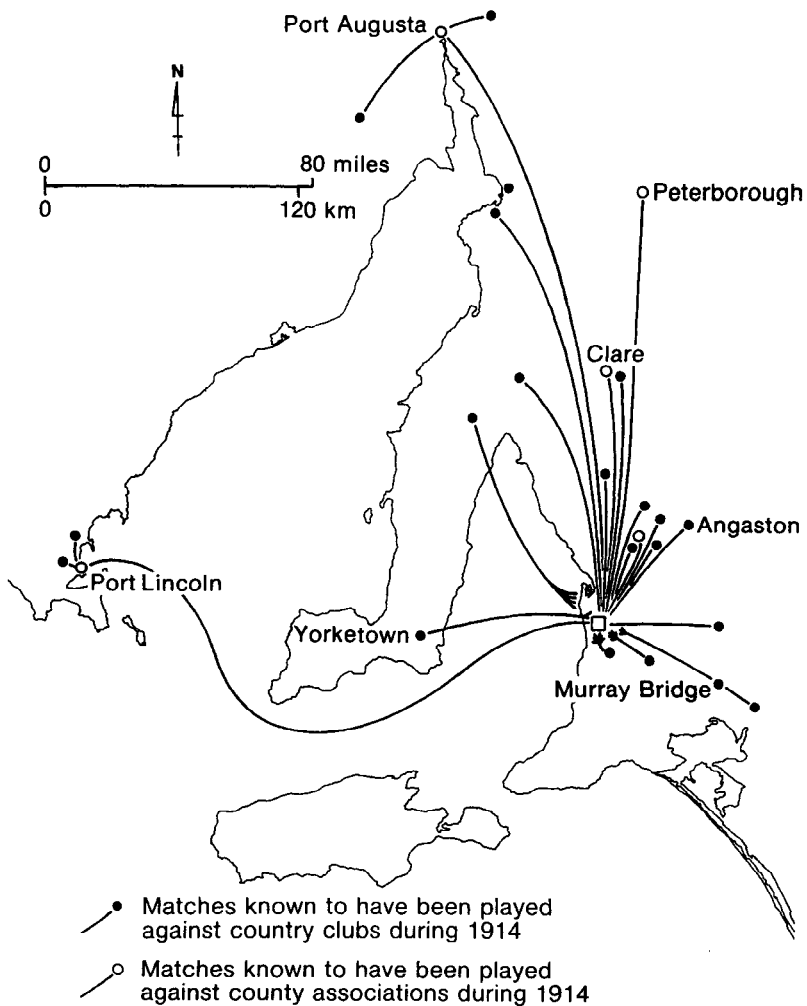 Port Augusta
N
0 80 miles
0 120 km
Peterborough
Clare
Angaston
Port Lincoln
Yorketown
Murray Bridge
Matches known to have been played
against country clubs during 1914
Matches known to have been played
against county associations during 1914